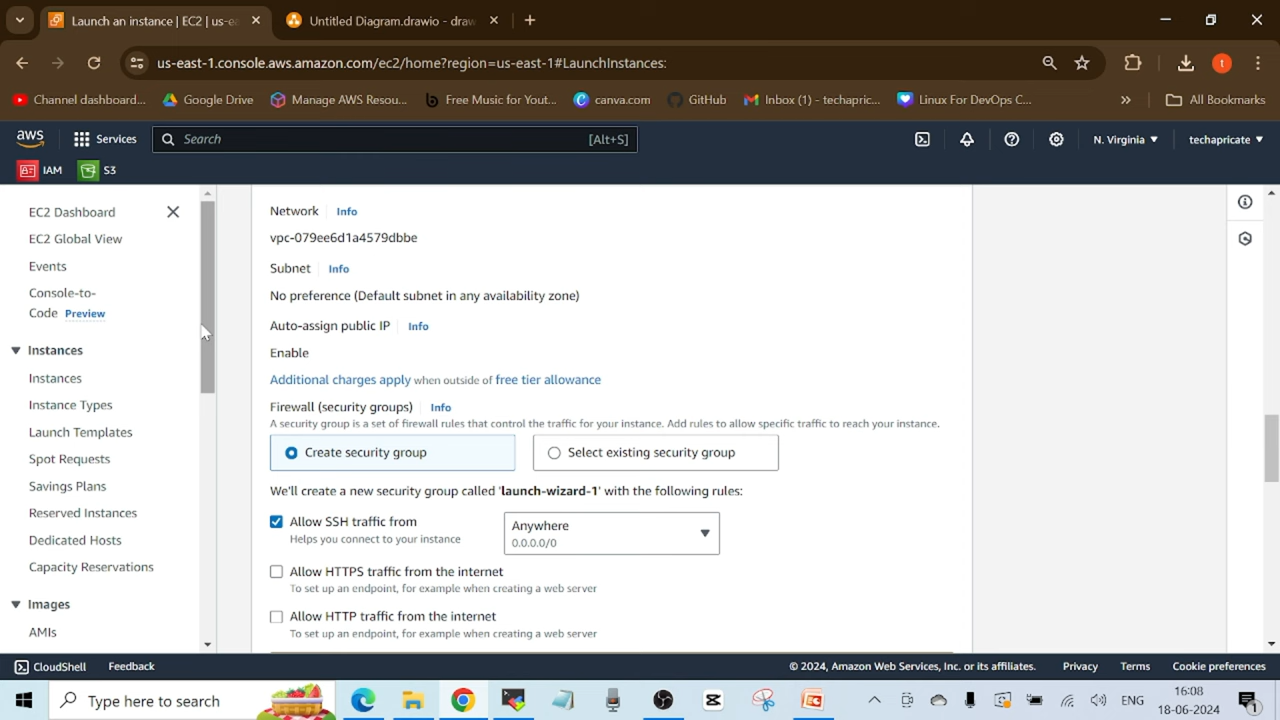 Launch an instance | EC2 | us-ea
Untitled Diagram.drawio - draw
us-east-1.console.aws.amazon.com/ec2/home?region=us-east-1#LaunchInstances:
t
Channel dashboard...
Google Drive
Manage AWS Resou...
Free Music for Yout...
canva.com
GitHub
Inbox (1) - techapric...
Linux For DevOps C...
»
All Bookmarks
aws
Services
Search
[Alt+S]
N. Virginia
techapricate
IAM
S3
EC2 Dashboard
EC2 Global View
Events
Console-to-
Code Preview
Instances
Instances
Instance Types
Launch Templates
Spot Requests
Savings Plans
Reserved Instances
Dedicated Hosts
Capacity Reservations
Images
AMIs
Network Info
vpc-079ee6d1a4579dbbe
Subnet Info
No preference (Default subnet in any availability zone)
Auto-assign public IP Info
Enable
Additional charges apply when outside of free tier allowance
Firewall (security groups) Info
A security group is a set of firewall rules that control the traffic for your instance. Add rules to allow specific traffic to reach your instance.
Create security group
Select existing security group
We'll create a new security group called 'launch-wizard-1' with the following rules:
Allow SSH traffic from
Helps you connect to your instance
Anywhere
0.0.0.0/0
Allow HTTPS traffic from the internet
To set up an endpoint, for example when creating a web server
Allow HTTP traffic from the internet
To set up an endpoint, for example when creating a web server
CloudShell
Feedback
© 2024, Amazon Web Services, Inc. or its affiliates.
Privacy
Terms
Cookie preferences
Type here to search
ENG
16:08
18-06-2024
1